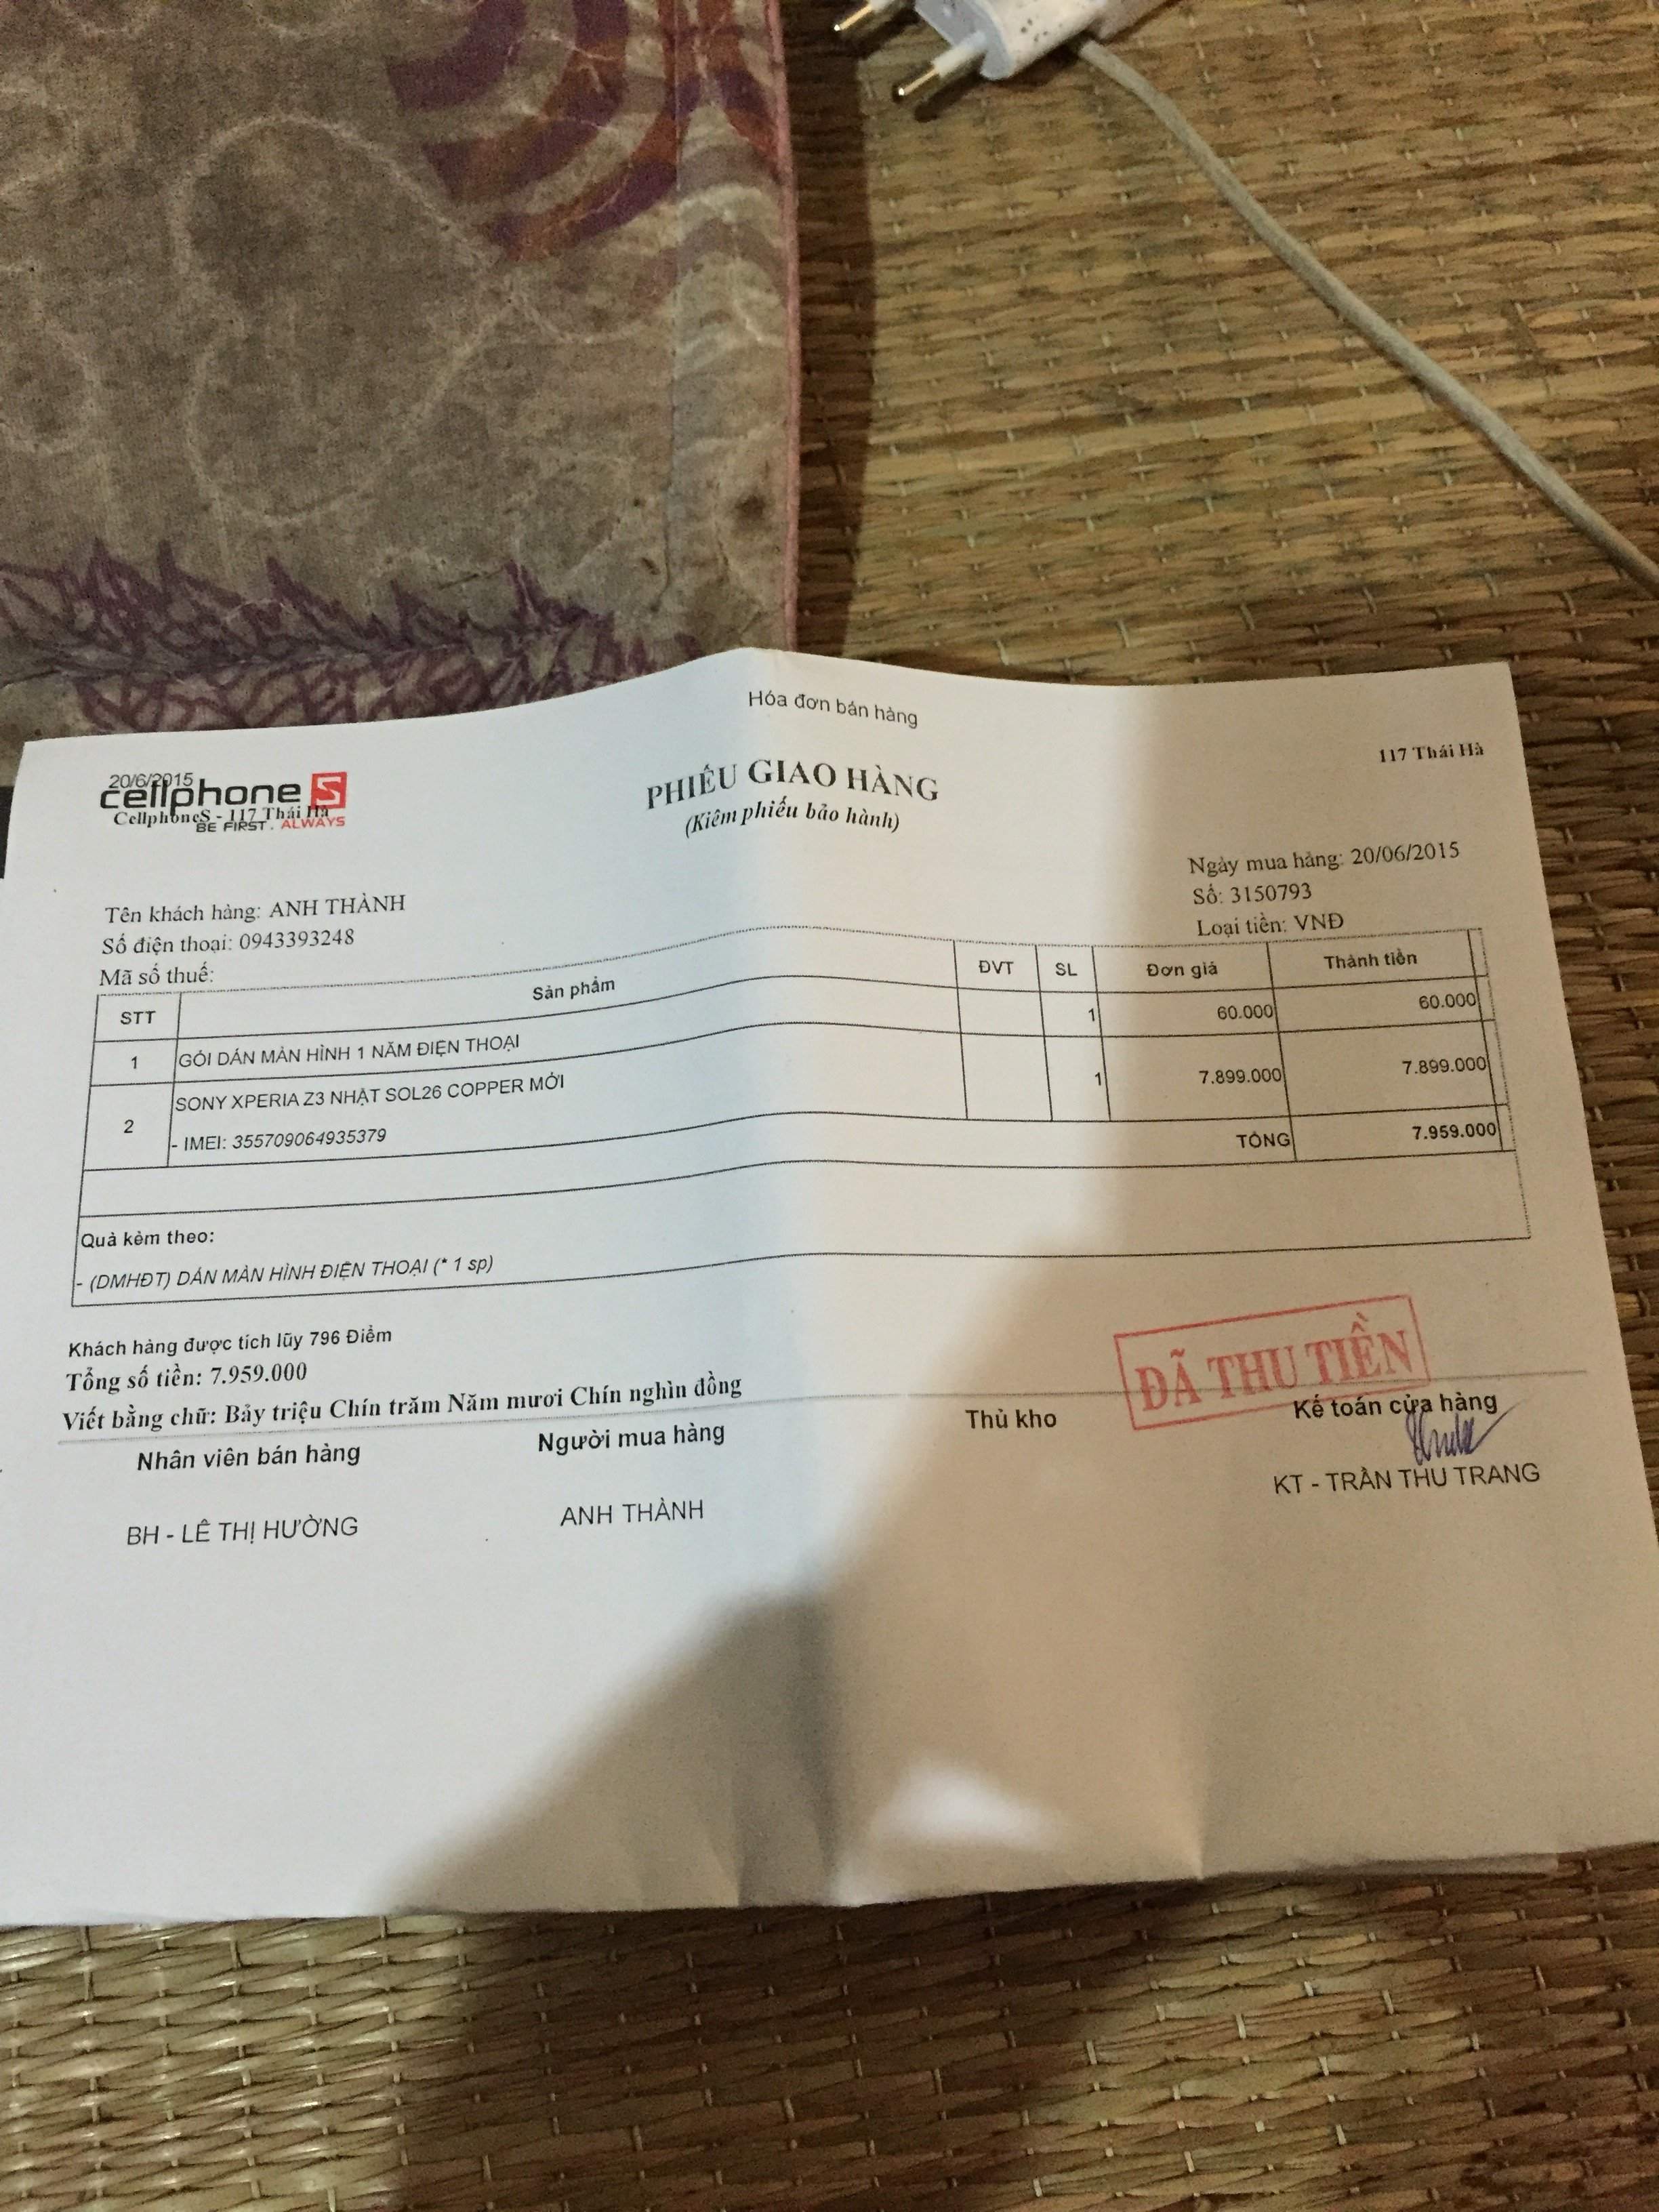 Hóa đơn bán hàng
117 Thái Hà
20/6/2015
cellphone S
CellphoneS - 117 Thái Hà
BE FIRST. ALWAYS
PHIẾU GIAO HÀNG
(Kiêm phiếu bảo hành)
Ngày mua hàng: 20/06/2015
Số: 3150793
Loại tiền: VNĐ
Tên khách hàng: ANH THÀNH
Số điện thoại: 0943393248
Mã số thuế:
STT Sản phẩm ĐVT SL Đơn giá Thành tiền
1 GÓI DÁN MÀN HÌNH 1 NĂM ĐIỆN THOẠI 1 60.000 60.000
2 SONY XPERIA Z3 NHẬT SOL26 COPPER MỚI 1 7.899.000 7.899.000
- IMEI: 355709064935379
TỔNG 7.959.000
Quà kèm theo:
- (DMHĐT) DÁN MÀN HÌNH ĐIỆN THOẠI (* 1 sp)
Khách hàng được tích lũy 796 Điểm
Tổng số tiền: 7.959.000
Viết bằng chữ: Bảy triệu Chín trăm Năm mươi Chín nghìn đồng
ĐÃ THU TIỀN
Nhân viên bán hàng Người mua hàng Thủ kho Kế toán cửa hàng
BH - LÊ THỊ HƯỜNG ANH THÀNH KT - TRẦN THU TRANG